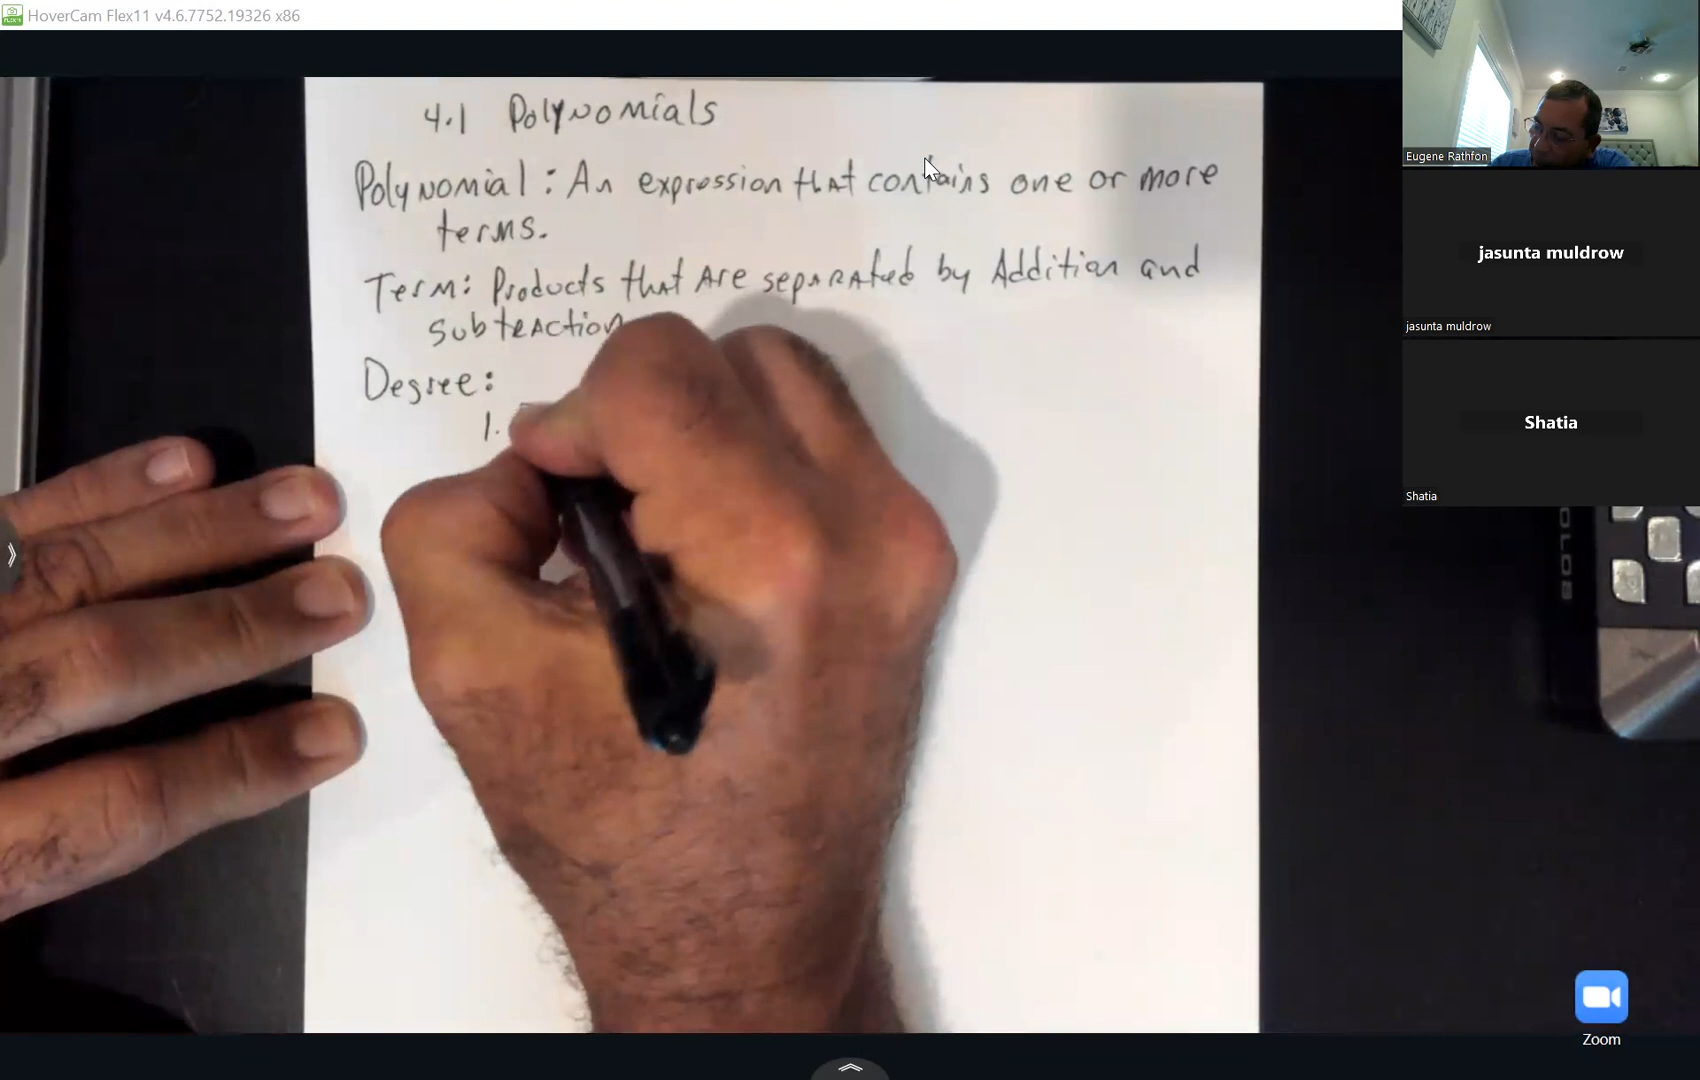 HoverCam Flex11 v4.6.7752.19326 x86
4.1 Polynomials
Polynomial: An expression that contains one or more
terms.
Term: Products that Are separated by Addition and
subtraction
Degree:
1.
Eugene Rathfon
jasunta muldrow
jasunta muldrow
Shatia
Shatia
Zoom